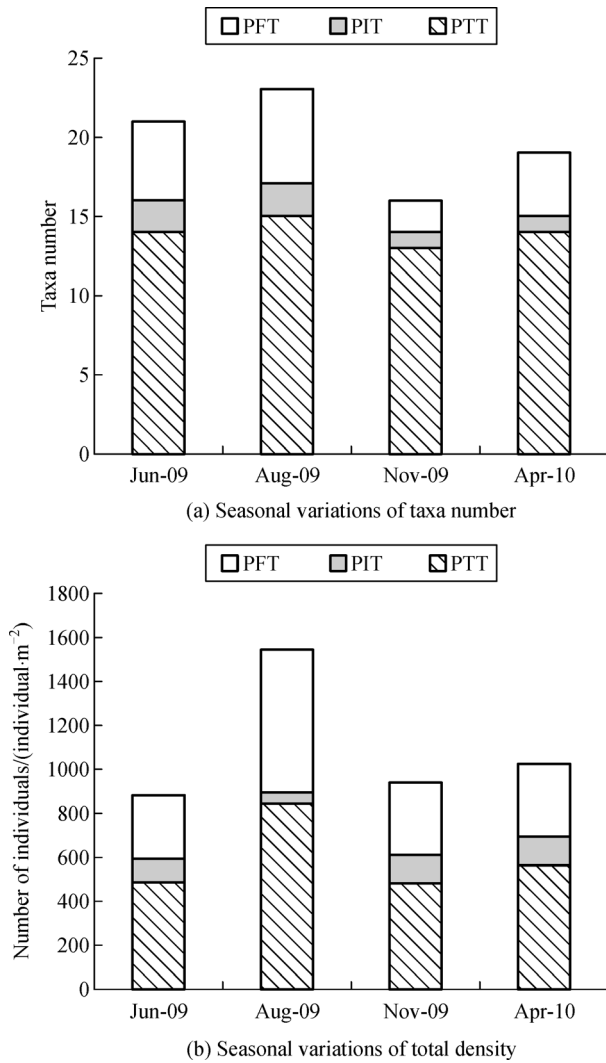 PFT PIT PTT
25
20
15
10
5
0
Taxa number
Jun-09 Aug-09 Nov-09 Apr-10
(a) Seasonal variations of taxa number
PFT PIT PTT
1800
1600
1400
1200
1000
800
600
400
200
0
Number of individuals/(individual·m⁻²)
Jun-09 Aug-09 Nov-09 Apr-10
(b) Seasonal variations of total density